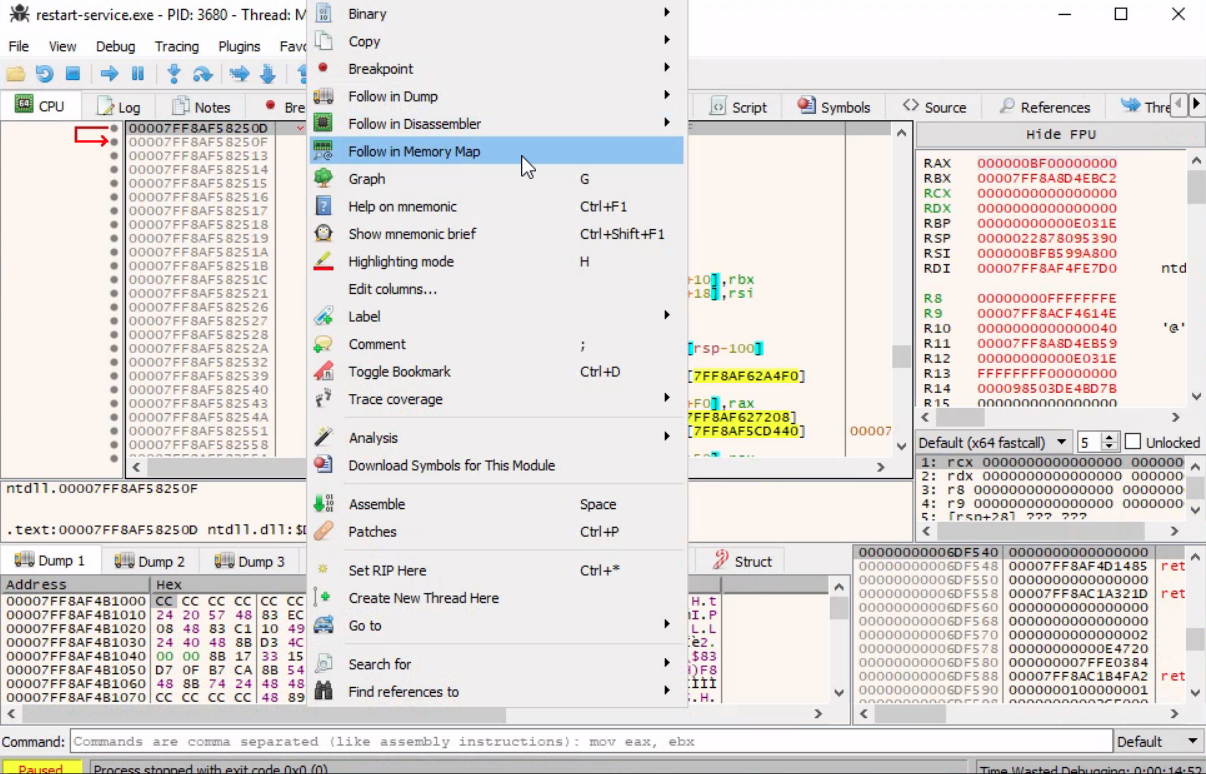 restart-service.exe - PID: 3680 - Thread: M
File View Debug Tracing Plugins Favo
CPU Log Notes Bre Script Symbols Source References Thre
Binary
Copy
Breakpoint
Follow in Dump
Follow in Disassembler
Follow in Memory Map
Graph G
Help on mnemonic Ctrl+F1
Show mnemonic brief Ctrl+Shift+F1
Highlighting mode H
Edit columns...
Label
Comment ;
Toggle Bookmark Ctrl+D
Trace coverage
Analysis
Download Symbols for This Module
Assemble Space
Patches Ctrl+P
Set RIP Here Ctrl+*
Create New Thread Here
Go to
Search for
Find references to
00007FF8AF58250D
00007FF8AF58250F
00007FF8AF582513
00007FF8AF582514
00007FF8AF582515
00007FF8AF582516
00007FF8AF582517
00007FF8AF582518
00007FF8AF582519
00007FF8AF58251A
00007FF8AF58251B
00007FF8AF58251C
00007FF8AF582521
00007FF8AF582526
00007FF8AF582527
00007FF8AF582528
00007FF8AF58252A
00007FF8AF582532
00007FF8AF582539
00007FF8AF582540
00007FF8AF582543
00007FF8AF58254A
00007FF8AF582551
00007FF8AF582558
+10],rbx
+18],rsi
[rsp-100]
[7FF8AF62A4F0]
+F0],rax
7FF8AF627208]
[7FF8AF5CD440] 00007
Hide FPU
RAX 000000BF00000000
RBX 00007FF8A8D4EBC2
RCX 0000000000000000
RDX 0000000000000000
RBP 00000000000E031E
RSP 0000022878095390
RSI 000000BFB599A800
RDI 00007FF8AF4FE7D0 ntd
R8 00000000FFFFFFFE
R9 00007FF8ACF4614E
R10 0000000000000040 '@'
R11 00007FF8A8D4EB59
R12 00000000000E031E
R13 FFFFFFFF00000000
R14 000098503DE4BD7B
R15 0000000000000000
Default (x64 fastcall) 5 Unlocked
1: rcx 0000000000000000 000000
2: rdx 0000000000000000 000000
3: r8 0000000000000000 0000000
4: r9 0000000000000000 0000000
5: [rsp+28] ??? ???
ntdll.00007FF8AF58250F
.text:00007FF8AF58250D ntdll.dll:$D
Dump 1 Dump 2 Dump 3 Struct
Address Hex
00007FF8AF4B1000 CC CC CC CC CC CC
00007FF8AF4B1010 24 20 57 48 83 EC
00007FF8AF4B1020 08 48 83 C1 10 49
00007FF8AF4B1030 24 40 48 8B D3 4C
00007FF8AF4B1040 00 00 8B 17 33 15
00007FF8AF4B1050 D7 0F B7 CA 8B 54
00007FF8AF4B1060 48 8B 74 24 48 48
00007FF8AF4B1070 CC CC CC CC 48 89
00000000006DF540 0000000000000000
00000000006DF548 00007FF8AF4D1485 ret
00000000006DF550 0000000000000000
00000000006DF558 00007FF8AC1A321D ret
00000000006DF560 0000000000000000
00000000006DF568 0000000000000000
00000000006DF570 0000000000000002
00000000006DF578 00000000000E4720
00000000006DF580 000000007FFE0384
00000000006DF588 00007FF8AC1B4FA2 ret
00000000006DF590 0000000100000001
Command: Commands are comma separated (like assembly instructions): mov eax, ebx Default
Paused Process stopped with exit code 0x0 (0) Time Wasted Debugging: 0:00:14:52